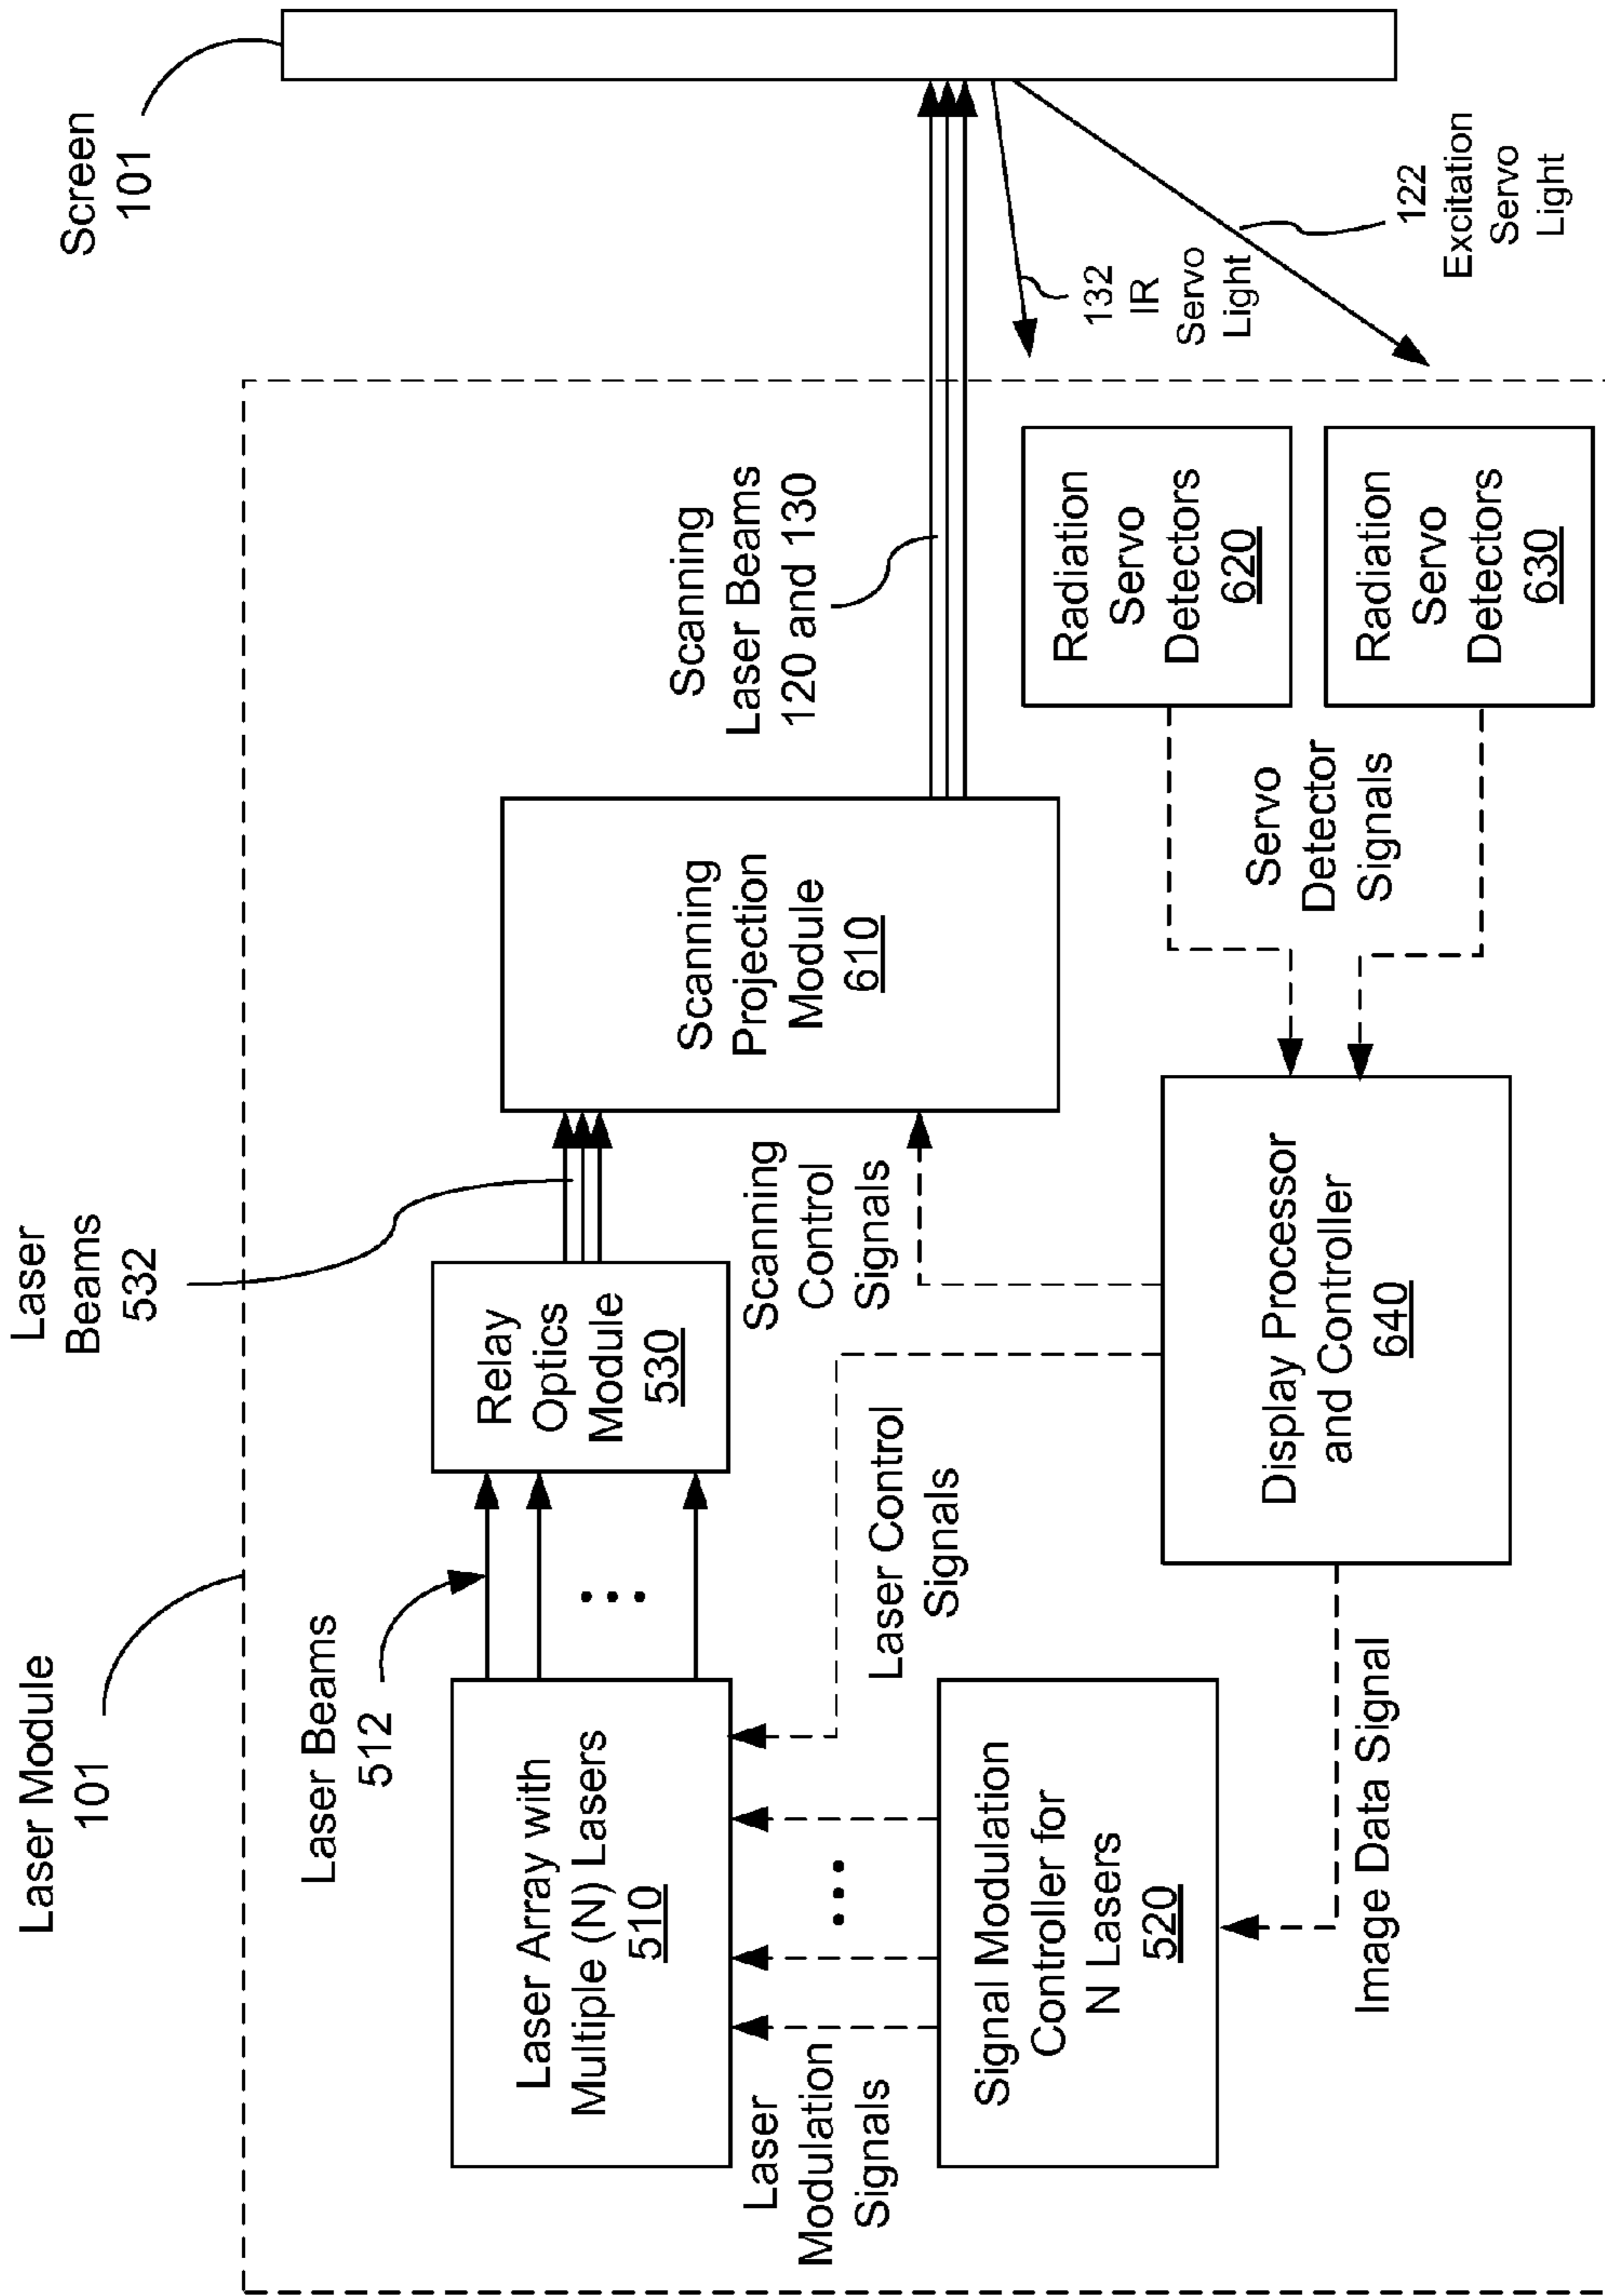 Laser Module
101
Laser
Beams
532
Screen
101
Laser Beams
512
Laser Array with
Multiple (N) Lasers
510
Relay
Optics
Module
530
Scanning
Projection
Module
610
Scanning
Laser Beams
120 and 130
Laser
Modulation
Signals
Laser Control
Signals
Scanning
Control
Signals
Signal Modulation
Controller for
N Lasers
520
Display Processor
and Controller
640
Image Data Signal
Servo
Detector
Signals
Radiation
Servo
Detectors
620
Radiation
Servo
Detectors
630
132
IR
Servo
Light
122
Excitation
Servo
Light